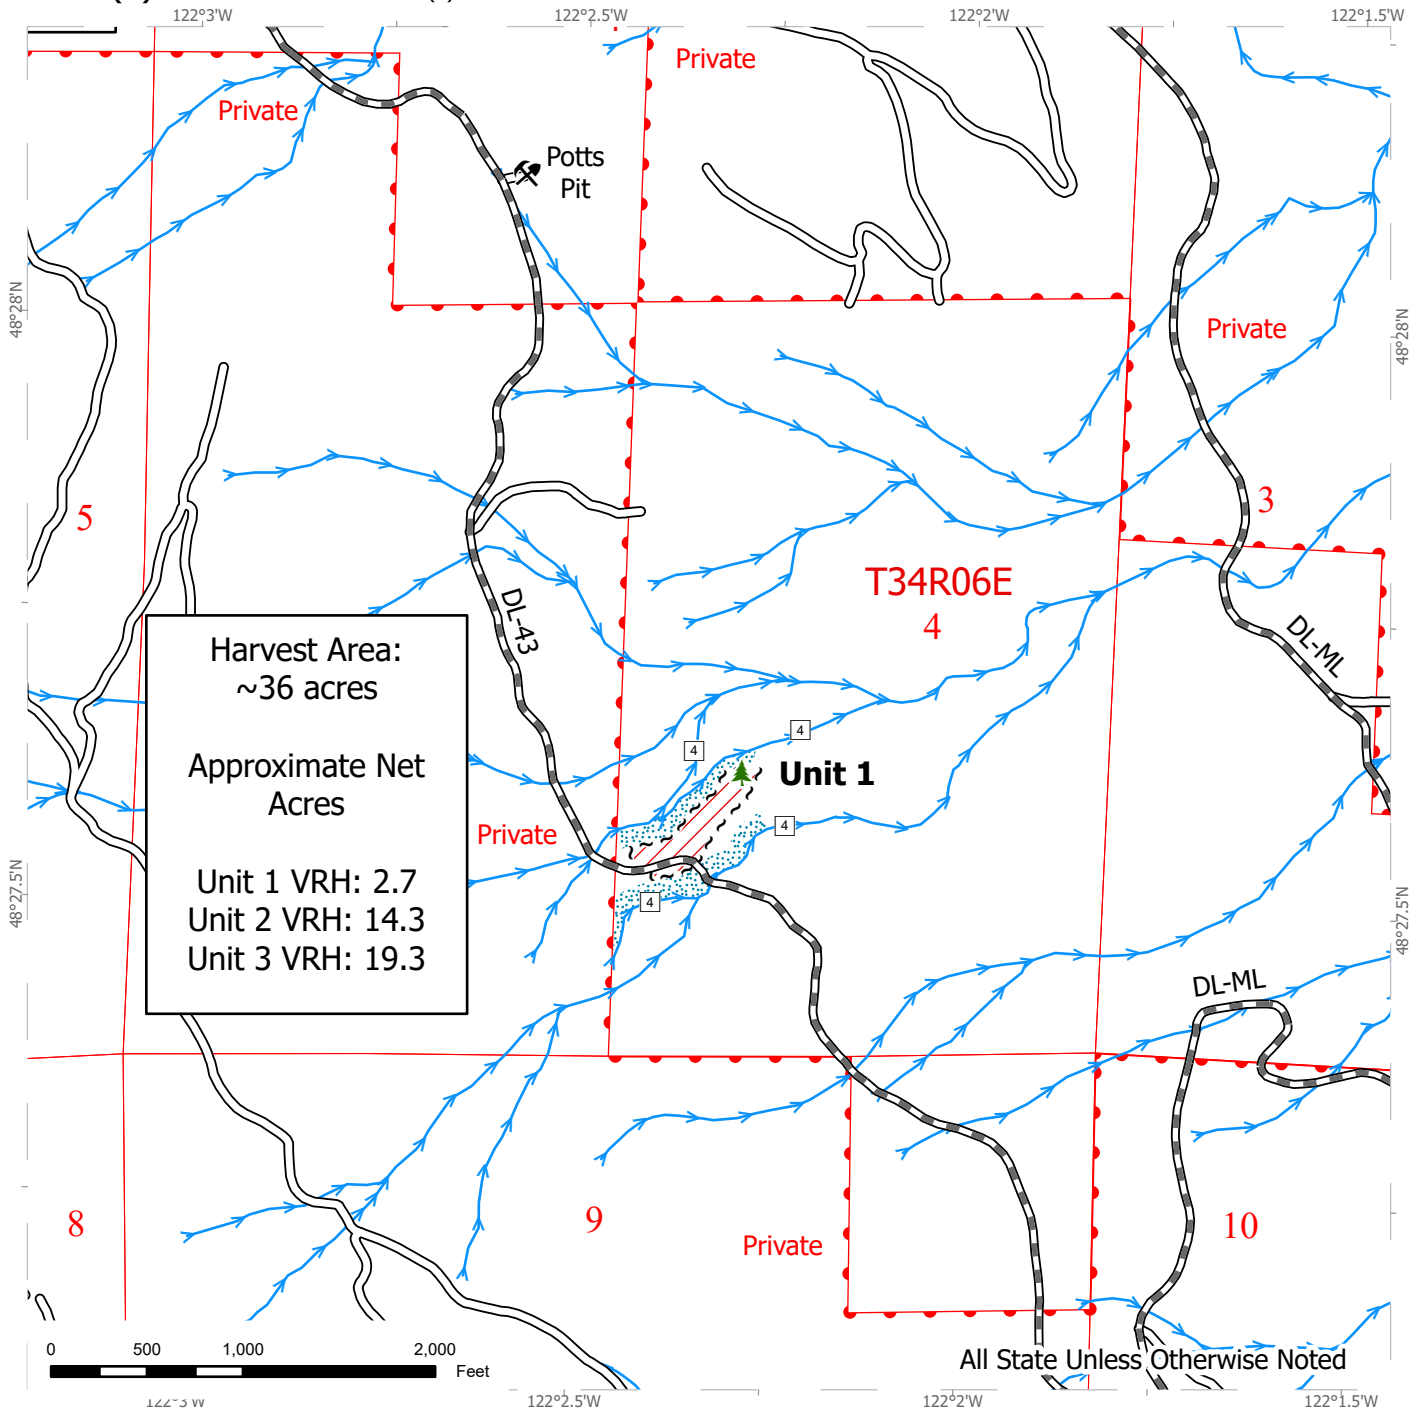 122°3'W 122°2.5'W 122°2'W 122°1.5'W
Private
Private
Potts
Pit
48°28'N
Private
48°28'N
5
3
T34R06E
4
DL-43
DL-ML
Harvest Area:
~36 acres
Approximate Net
Acres
Unit 1 VRH: 2.7
Unit 2 VRH: 14.3
Unit 3 VRH: 19.3
4
4
Unit 1
4
Private
4
48°27.5'N
48°27.5'N
DL-ML
8
9
10
Private
0 500 1,000 2,000
Feet
All State Unless Otherwise Noted
122°3'W 122°2.5'W 122°2'W 122°1.5'W